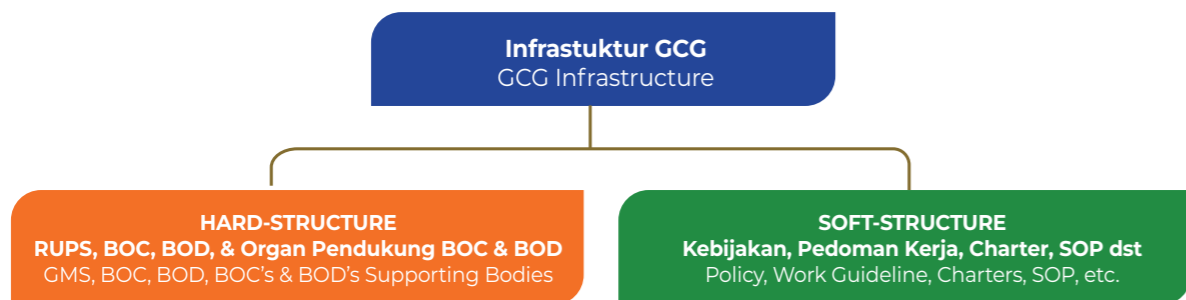 Infrastuktur GCG
GCG Infrastructure
HARD-STRUCTURE
RUPS, BOC, BOD, & Organ Pendukung BOC & BOD
GMS, BOC, BOD, BOC's & BOD's Supporting Bodies
SOFT-STRUCTURE
Kebijakan, Pedoman Kerja, Charter, SOP dst
Policy, Work Guideline, Charters, SOP, etc.